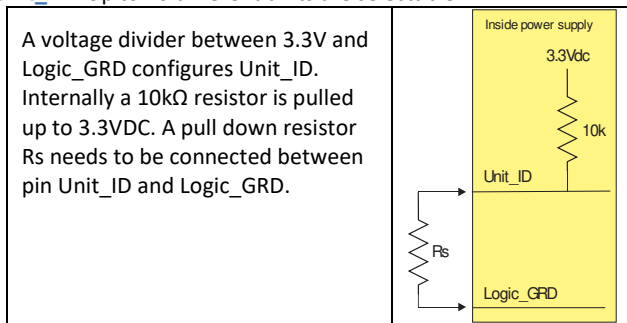 A voltage divider between 3.3V and
Logic_GRD configures Unit_ID.
Internally a 10kΩ resistor is pulled
up to 3.3VDC. A pull down resistor
Rs needs to be connected between
pin Unit_ID and Logic_GRD.
Inside power supply
3.3Vdc
10k
Unit_ID
Rs
Logic_GRD